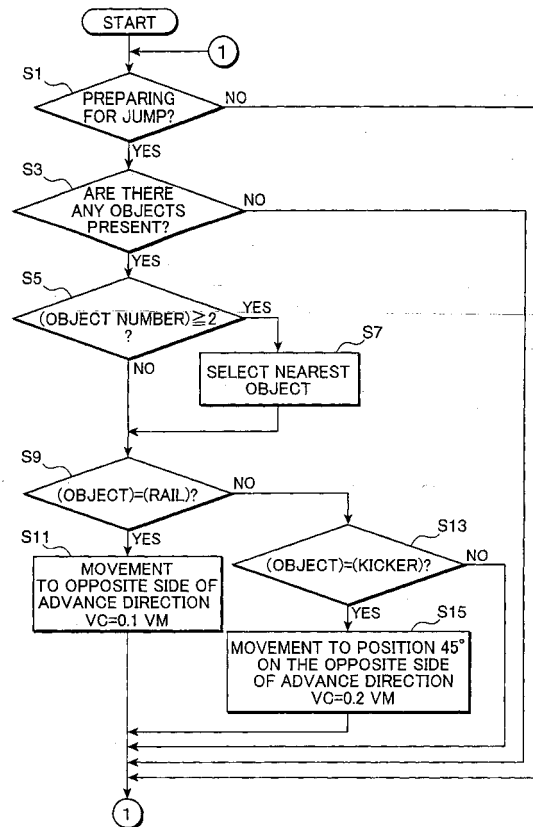 START
1
S1
PREPARING
FOR JUMP?
NO
YES
S3
ARE THERE
ANY OBJECTS
PRESENT?
NO
YES
S5
(OBJECT NUMBER)≧2
?
YES
NO
S7
SELECT NEAREST
OBJECT
S9
(OBJECT)=(RAIL)?
NO
YES
S11
MOVEMENT
TO OPPOSITE SIDE OF
ADVANCE DIRECTION
VC=0.1 VM
S13
(OBJECT)=(KICKER)?
NO
YES
S15
MOVEMENT TO POSITION 45°
ON THE OPPOSITE SIDE
OF ADVANCE DIRECTION
VC=0.2 VM
1